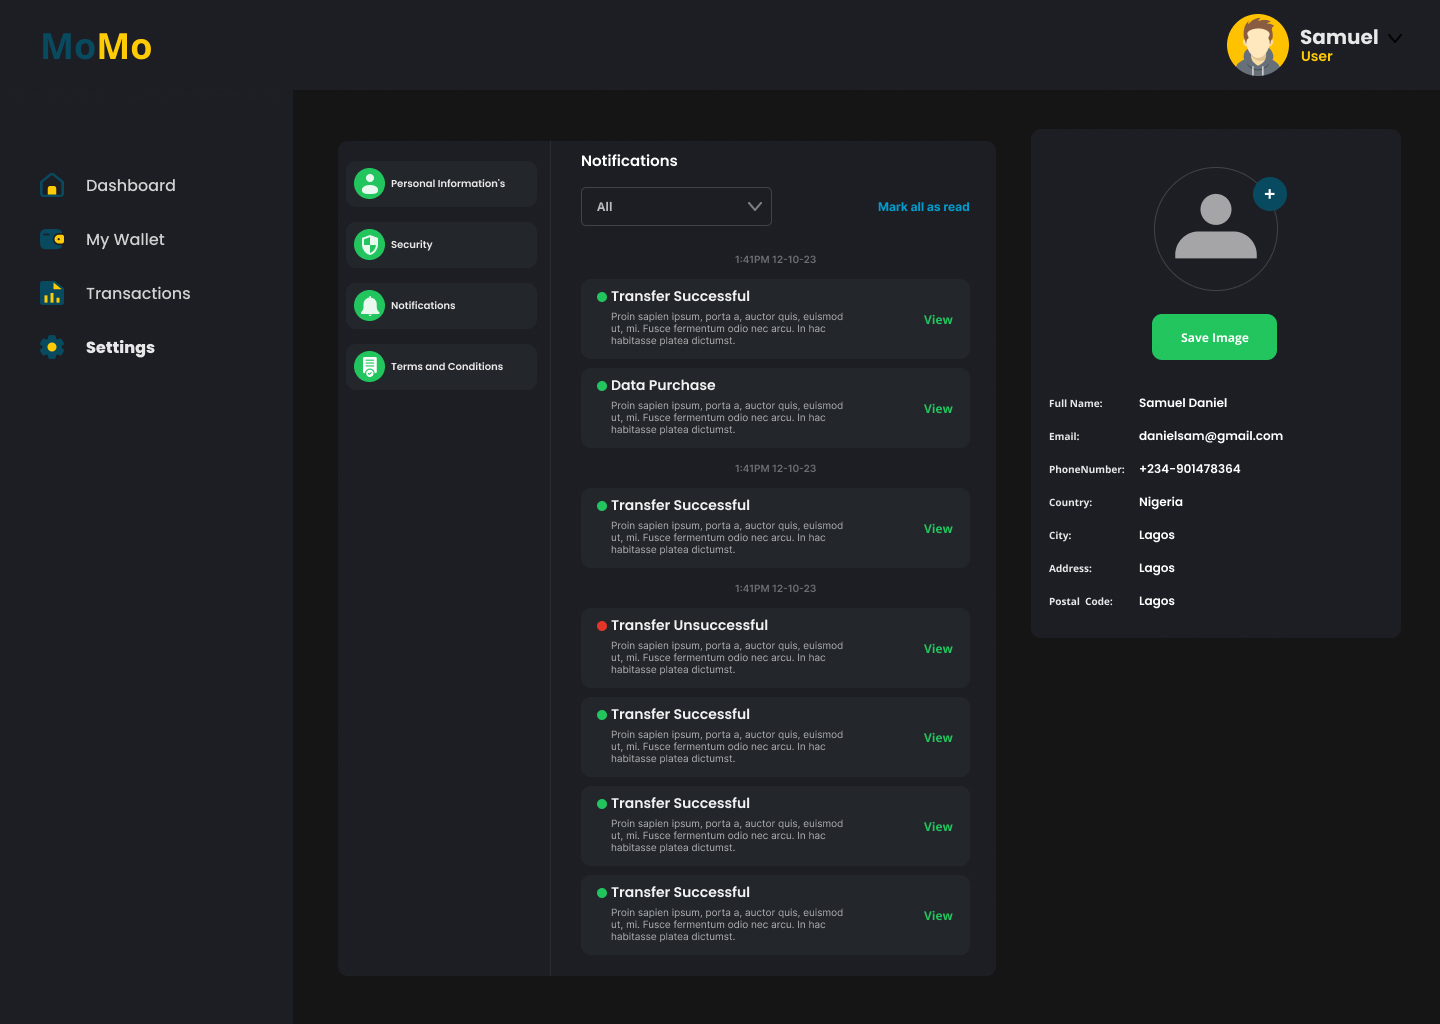 MoMo
Samuel
User
Dashboard
My Wallet
Transactions
Settings
Personal Information's
Security
Notifications
Terms and Conditions
Notifications
All
Mark all as read
1:41PM 12-10-23
Transfer Successful
Proin sapien ipsum, porta a, auctor quis, euismod
ut, mi. Fusce fermentum odio nec arcu. In hac
habitasse platea dictumst.
View
Data Purchase
Proin sapien ipsum, porta a, auctor quis, euismod
ut, mi. Fusce fermentum odio nec arcu. In hac
habitasse platea dictumst.
View
1:41PM 12-10-23
Transfer Successful
Proin sapien ipsum, porta a, auctor quis, euismod
ut, mi. Fusce fermentum odio nec arcu. In hac
habitasse platea dictumst.
View
1:41PM 12-10-23
Transfer Unsuccessful
Proin sapien ipsum, porta a, auctor quis, euismod
ut, mi. Fusce fermentum odio nec arcu. In hac
habitasse platea dictumst.
View
Transfer Successful
Proin sapien ipsum, porta a, auctor quis, euismod
ut, mi. Fusce fermentum odio nec arcu. In hac
habitasse platea dictumst.
View
Transfer Successful
Proin sapien ipsum, porta a, auctor quis, euismod
ut, mi. Fusce fermentum odio nec arcu. In hac
habitasse platea dictumst.
View
Transfer Successful
Proin sapien ipsum, porta a, auctor quis, euismod
ut, mi. Fusce fermentum odio nec arcu. In hac
habitasse platea dictumst.
View
Save Image
Full Name: Samuel Daniel
Email: danielsam@gmail.com
PhoneNumber: +234-901478364
Country: Nigeria
City: Lagos
Address: Lagos
Postal Code: Lagos